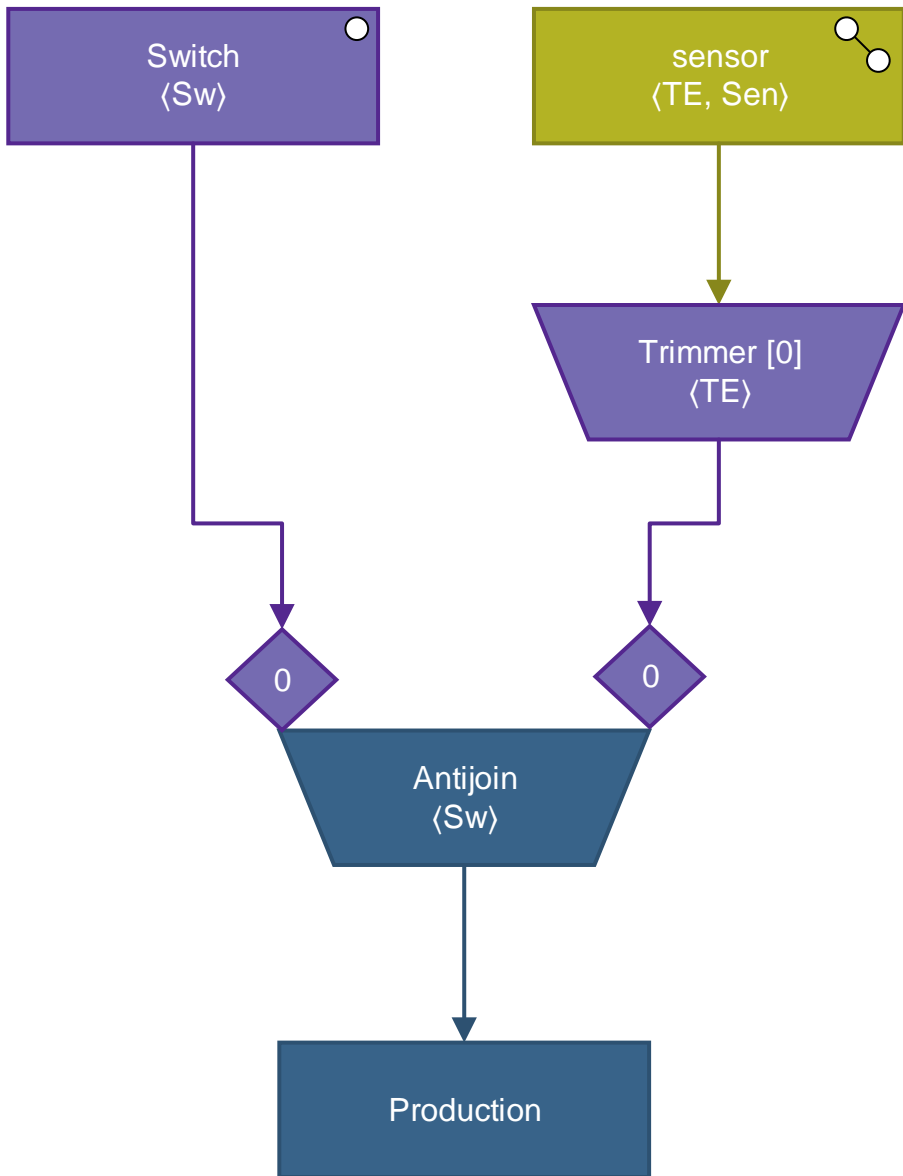 Switch
⟨Sw⟩
sensor
⟨TE, Sen⟩
Trimmer [0]
⟨TE⟩
0
0
Antijoin
⟨Sw⟩
Production